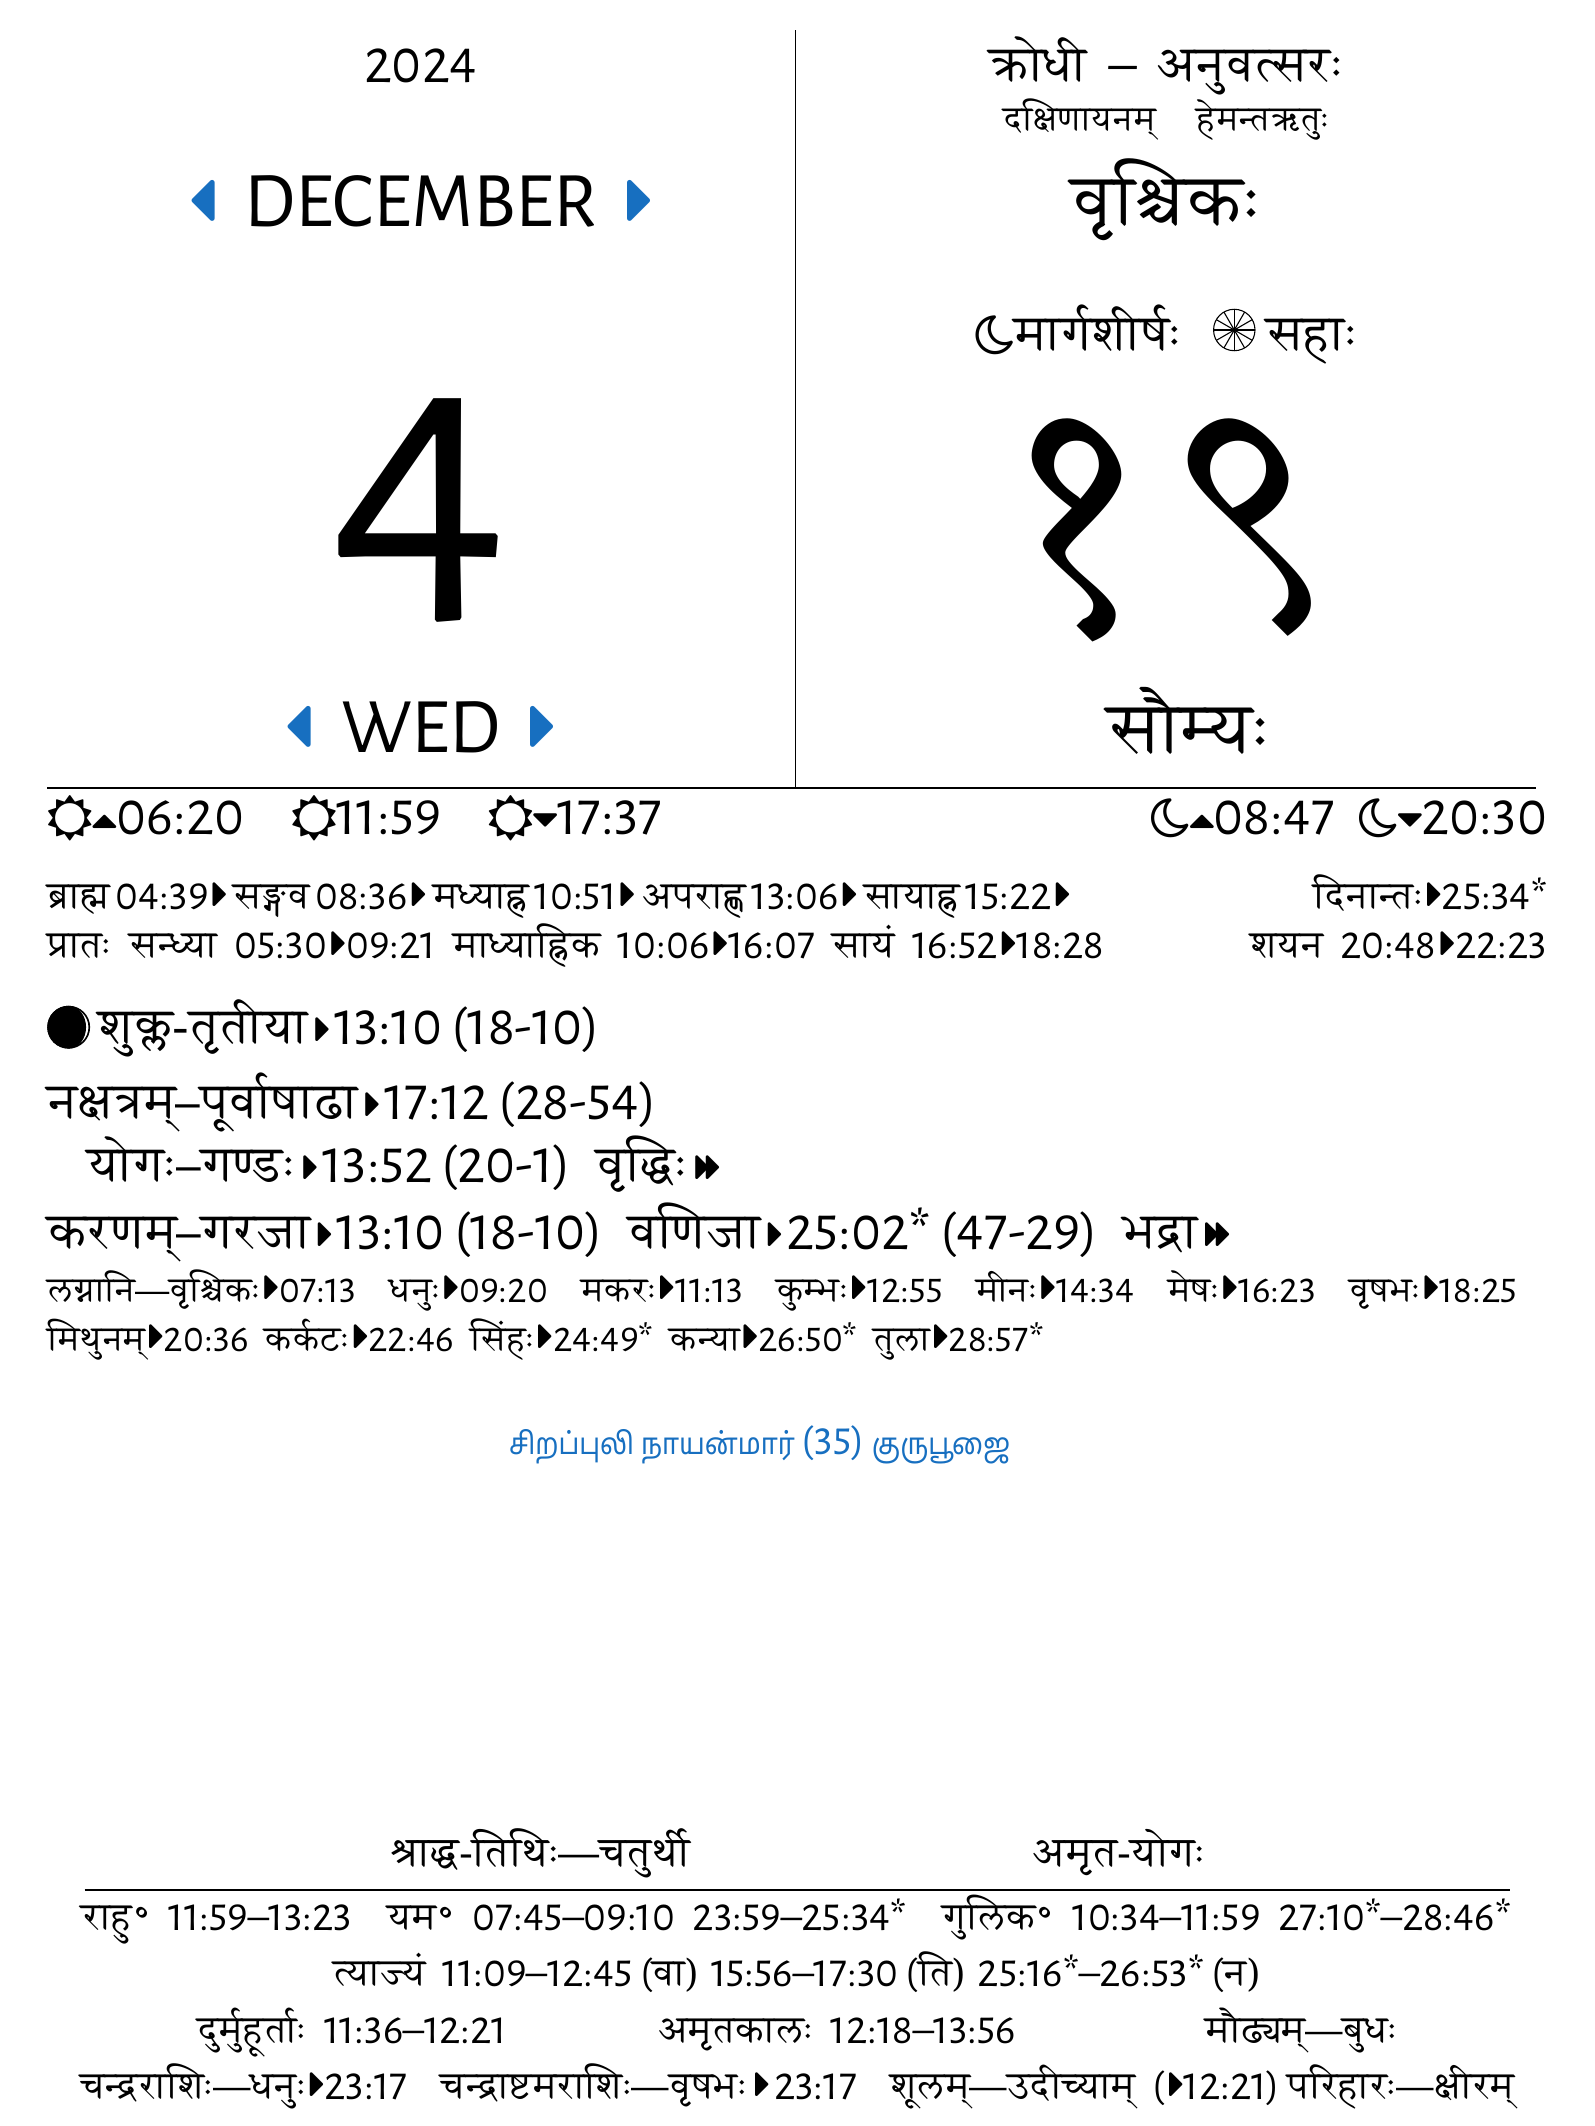 2024
DECEMBER
4
WED
क्रोधी – अनुवत्सरः
दक्षिणायनम् हेमन्तऋतुः
वृश्चिकः
मार्गशीर्षः सहाः
१९
सौम्यः
06:20 11:59 17:37 08:47 20:30
ब्राह्म 04:39 सङ्गव 08:36 मध्याह्न 10:51 अपराह्ण 13:06 सायाह्न 15:22 दिनान्तः 25:34*
प्रातः सन्ध्या 05:30 09:21 माध्याह्निक 10:06 16:07 सायं 16:52 18:28 शयन 20:48 22:23
शुक्ल-तृतीया 13:10 (18-10)
नक्षत्रम्–पूर्वाषाढा 17:12 (28-54)
योगः–गण्डः 13:52 (20-1) वृद्धिः
करणम्–गरजा 13:10 (18-10) वणिजा 25:02* (47-29) भद्रा
लग्नानि—वृश्चिकः 07:13 धनुः 09:20 मकरः 11:13 कुम्भः 12:55 मीनः 14:34 मेषः 16:23 वृषभः 18:25
मिथुनम् 20:36 कर्कटः 22:46 सिंहः 24:49* कन्या 26:50* तुला 28:57*
சிறப்புலி நாயன்மார் (35) குருபூஜை
श्राद्ध-तिथिः—चतुर्थी अमृत-योगः
राहु॰ 11:59–13:23 यम॰ 07:45–09:10 23:59–25:34* गुलिक॰ 10:34–11:59 27:10*–28:46*
त्याज्यं 11:09–12:45 (वा) 15:56–17:30 (ति) 25:16*–26:53* (न)
दुर्मुहूर्ताः 11:36–12:21 अमृतकालः 12:18–13:56 मौढ्यम्—बुधः
चन्द्रराशिः—धनुः 23:17 चन्द्राष्टमराशिः—वृषभः 23:17 शूलम्—उदीच्याम् (12:21) परिहारः—क्षीरम्